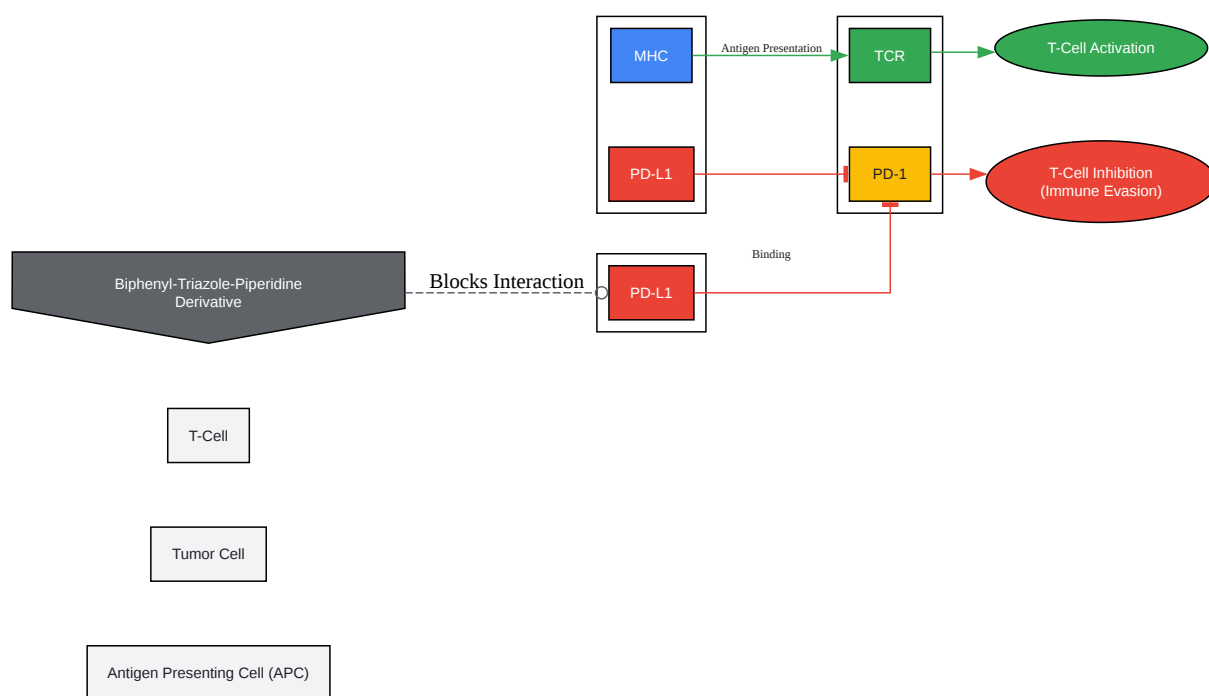 MHC
Antigen Presentation
TCR
T-Cell Activation
PD-L1
PD-1
T-Cell Inhibition
(Immune Evasion)
Binding
Biphenyl-Triazole-Piperidine
Derivative
Blocks Interaction
PD-L1
T-Cell
Tumor Cell
Antigen Presenting Cell (APC)